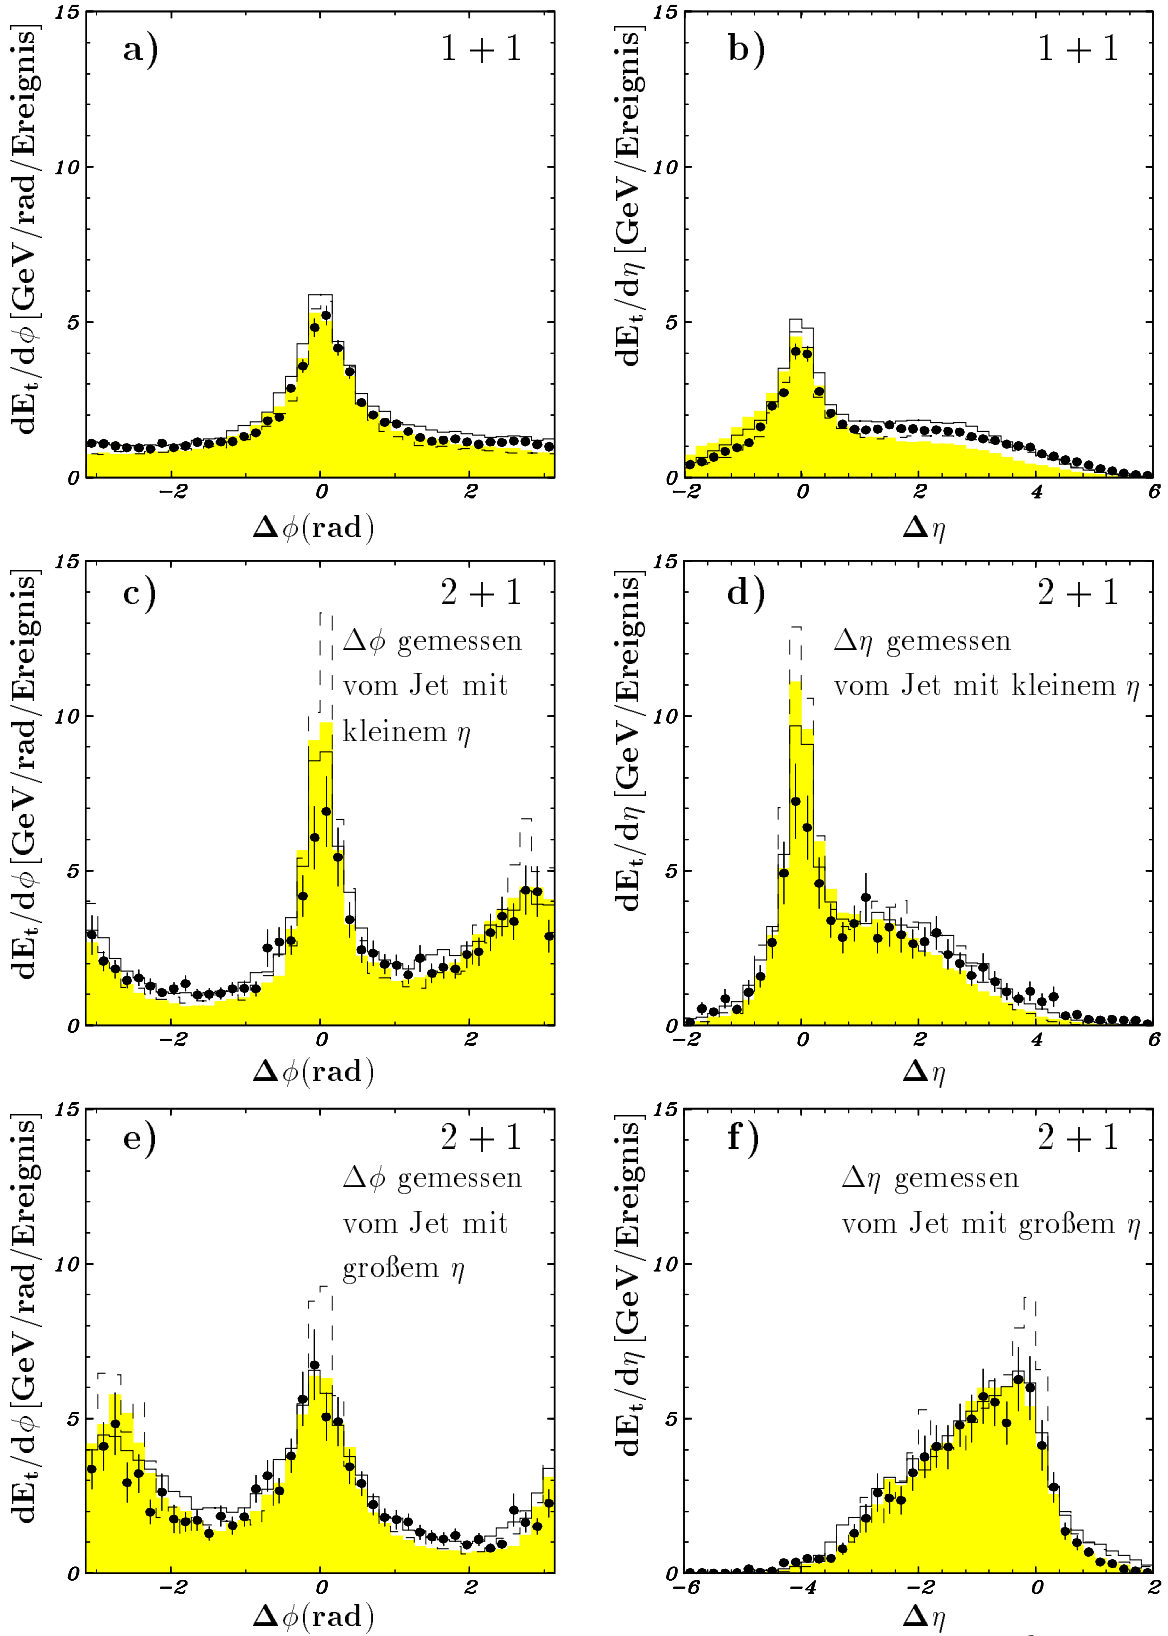 a)
1 + 1
dE_t/dϕ [GeV/rad/Ereignis]
15
10
5
0
-2
0
2
Δϕ(rad)
b)
1 + 1
dE_t/dη [GeV/Ereignis]
15
10
5
0
-2
0
2
4
6
Δη
c)
2 + 1
Δϕ gemessen
vom Jet mit
kleinem η
dE_t/dϕ [GeV/rad/Ereignis]
15
10
5
0
-2
0
2
Δϕ(rad)
d)
2 + 1
Δη gemessen
vom Jet mit kleinem η
dE_t/dη [GeV/Ereignis]
15
10
5
0
-2
0
2
4
6
Δη
e)
2 + 1
Δϕ gemessen
vom Jet mit
großem η
dE_t/dϕ [GeV/rad/Ereignis]
15
10
5
0
-2
0
2
Δϕ(rad)
f)
2 + 1
Δη gemessen
vom Jet mit großem η
dE_t/dη [GeV/Ereignis]
15
10
5
0
-6
-4
-2
0
2
Δη